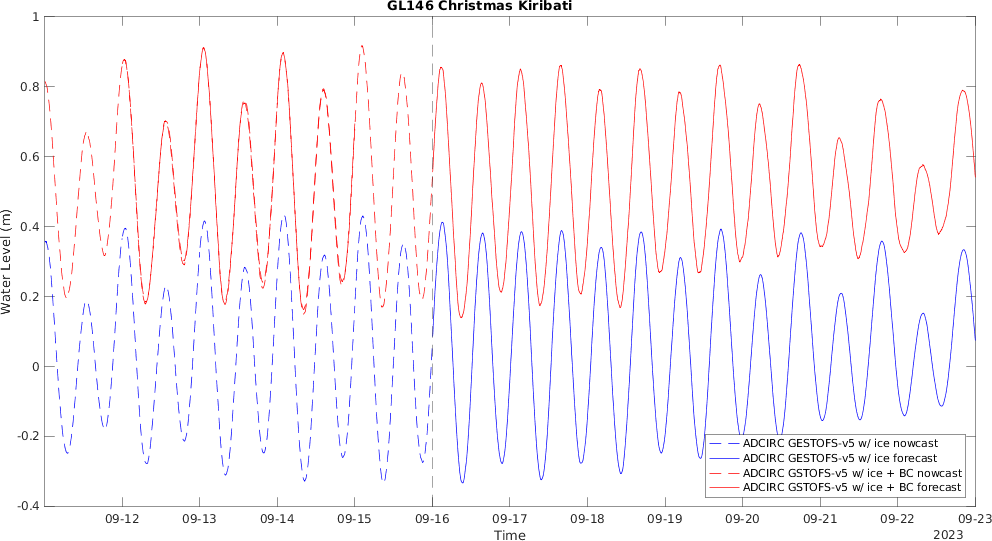 GL146 Christmas Kiribati
Water Level (m)
1
0.8
0.6
0.4
0.2
0
-0.2
-0.4
ADCIRC GESTOFS-v5 w/ ice nowcast
ADCIRC GESTOFS-v5 w/ ice forecast
ADCIRC GSTOFS-v5 w/ ice + BC nowcast
ADCIRC GSTOFS-v5 w/ ice + BC forecast
09-12 09-13 09-14 09-15 09-16 09-17 09-18 09-19 09-20 09-21 09-22 09-23
Time
2023